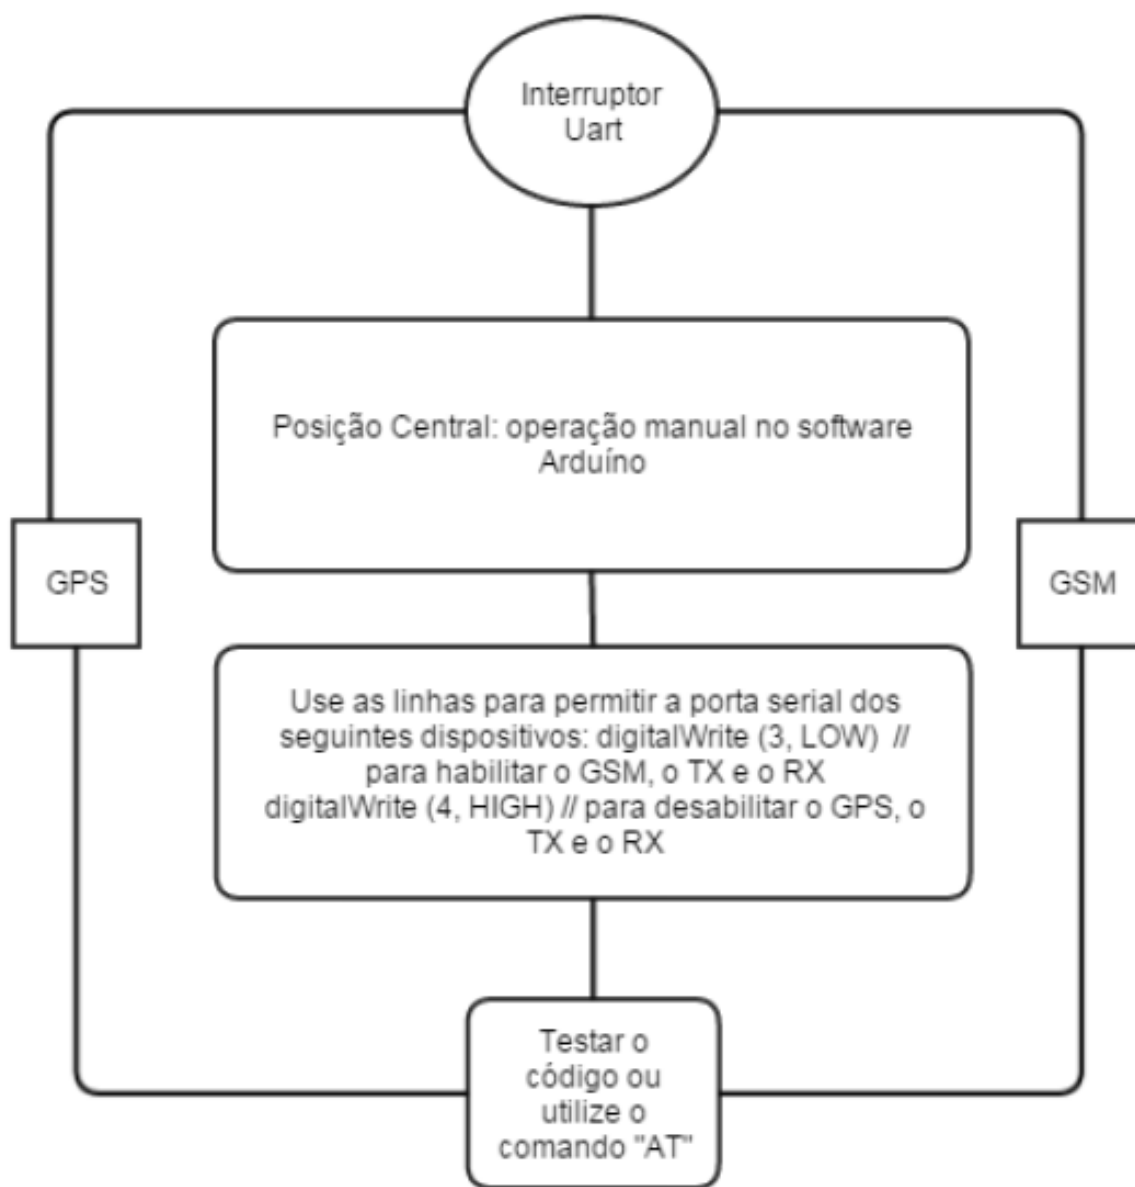 Interruptor
Uart
Posição Central: operação manual no software
Arduíno
GPS
GSM
Use as linhas para permitir a porta serial dos
seguintes dispositivos: digitalWrite (3, LOW)  //
para habilitar o GSM, o TX e o RX
digitalWrite (4, HIGH) // para desabilitar o GPS, o
TX e o RX
Testar o
código ou
utilize o
comando "AT"